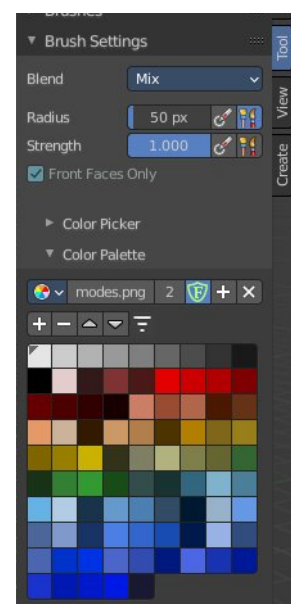 Brushes
Brush Settings
Blend
Mix
Radius
50 px
Strength
1.000
Front Faces Only
Color Picker
Color Palette
modes.png
2
F
Tool
View
Create